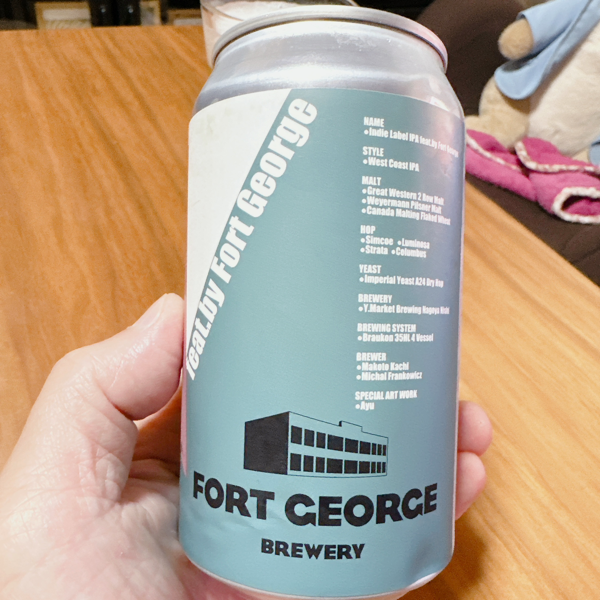 feat.by Fort George
NAME
●Indie Label IPA feat.by Fort George
STYLE
●West Coast IPA
MALT
●Great Western 2 Row Malt
●Weyermann Pilsner Malt
●Canada Malting Flaked Wheat
HOP
●Simcoe ●Luminosa
●Strata ●Columbus
YEAST
●Imperial Yeast A24 Dry Hop
BREWERY
●Y.Market Brewing Nagoya Nishi
BREWING SYSTEM
●Braukon 35HL 4 Vessel
BREWER
●Makoto Kachi
●Michal Frankowicz
SPECIAL ART WORK
●Ayu
FORT GEORGE
BREWERY